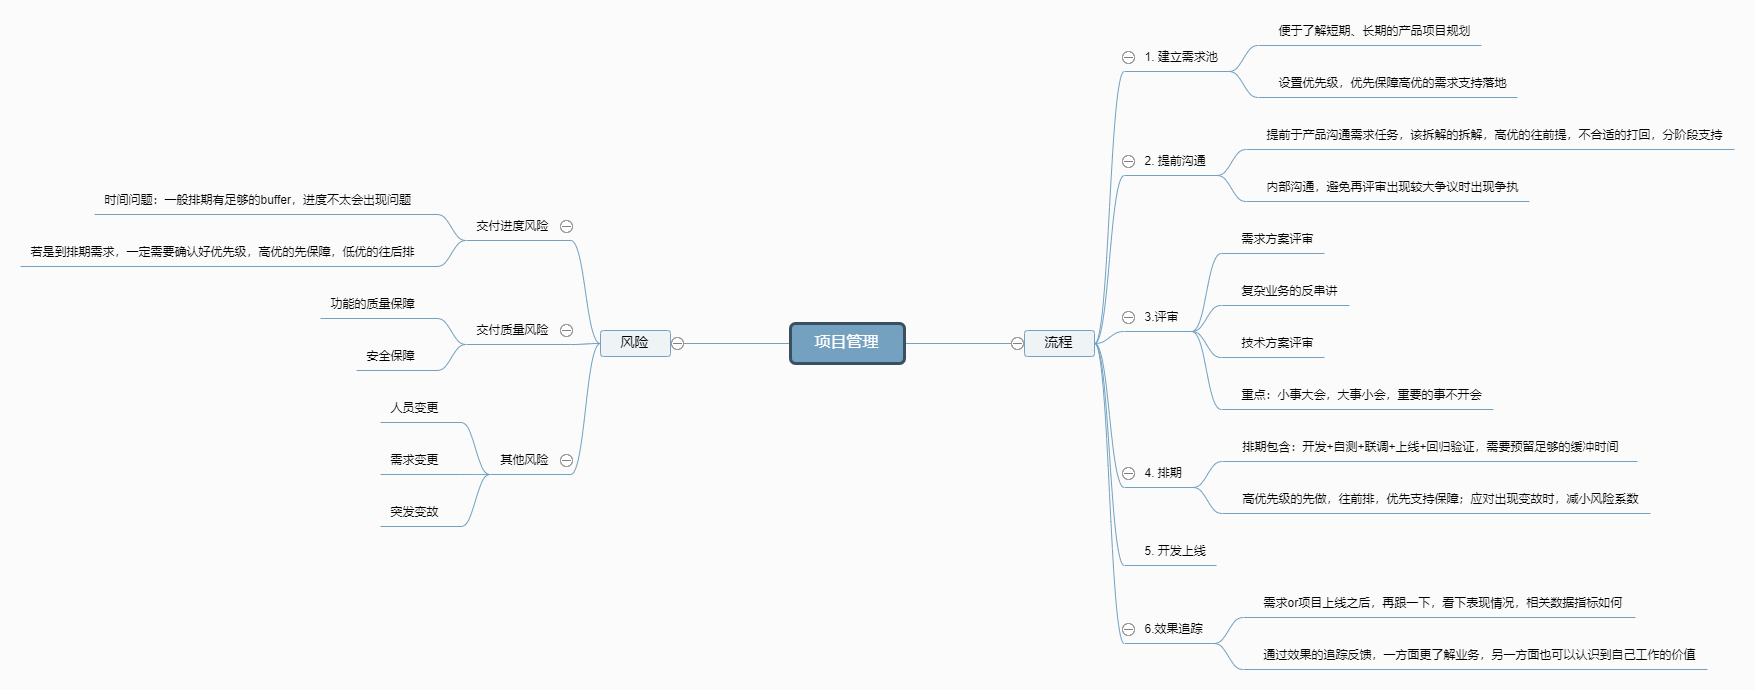 项目管理
流程
1. 建立需求池
便于了解短期、长期的产品项目规划
设置优先级，优先保障高优的需求支持落地
2. 提前沟通
提前于产品沟通需求任务，该拆解的拆解，高优的往前提，不合适的打回，分阶段支持
内部沟通，避免再评审出现较大争议时出现争执
3.评审
需求方案评审
复杂业务的反串讲
技术方案评审
重点：小事大会，大事小会，重要的事不开会
4. 排期
排期包含：开发+自测+联调+上线+回归验证，需要预留足够的缓冲时间
高优先级的先做，往前排，优先支持保障；应对出现变故时，减小风险系数
5. 开发上线
6.效果追踪
需求or项目上线之后，再跟一下，看下表现情况，相关数据指标如何
通过效果的追踪反馈，一方面更了解业务，另一方面也可以认识到自己工作的价值
风险
交付进度风险
时间问题：一般排期有足够的buffer，进度不太会出现问题
若是到排期需求，一定需要确认好优先级，高优的先保障，低优的往后排
交付质量风险
功能的质量保障
安全保障
其他风险
人员变更
需求变更
突发变故